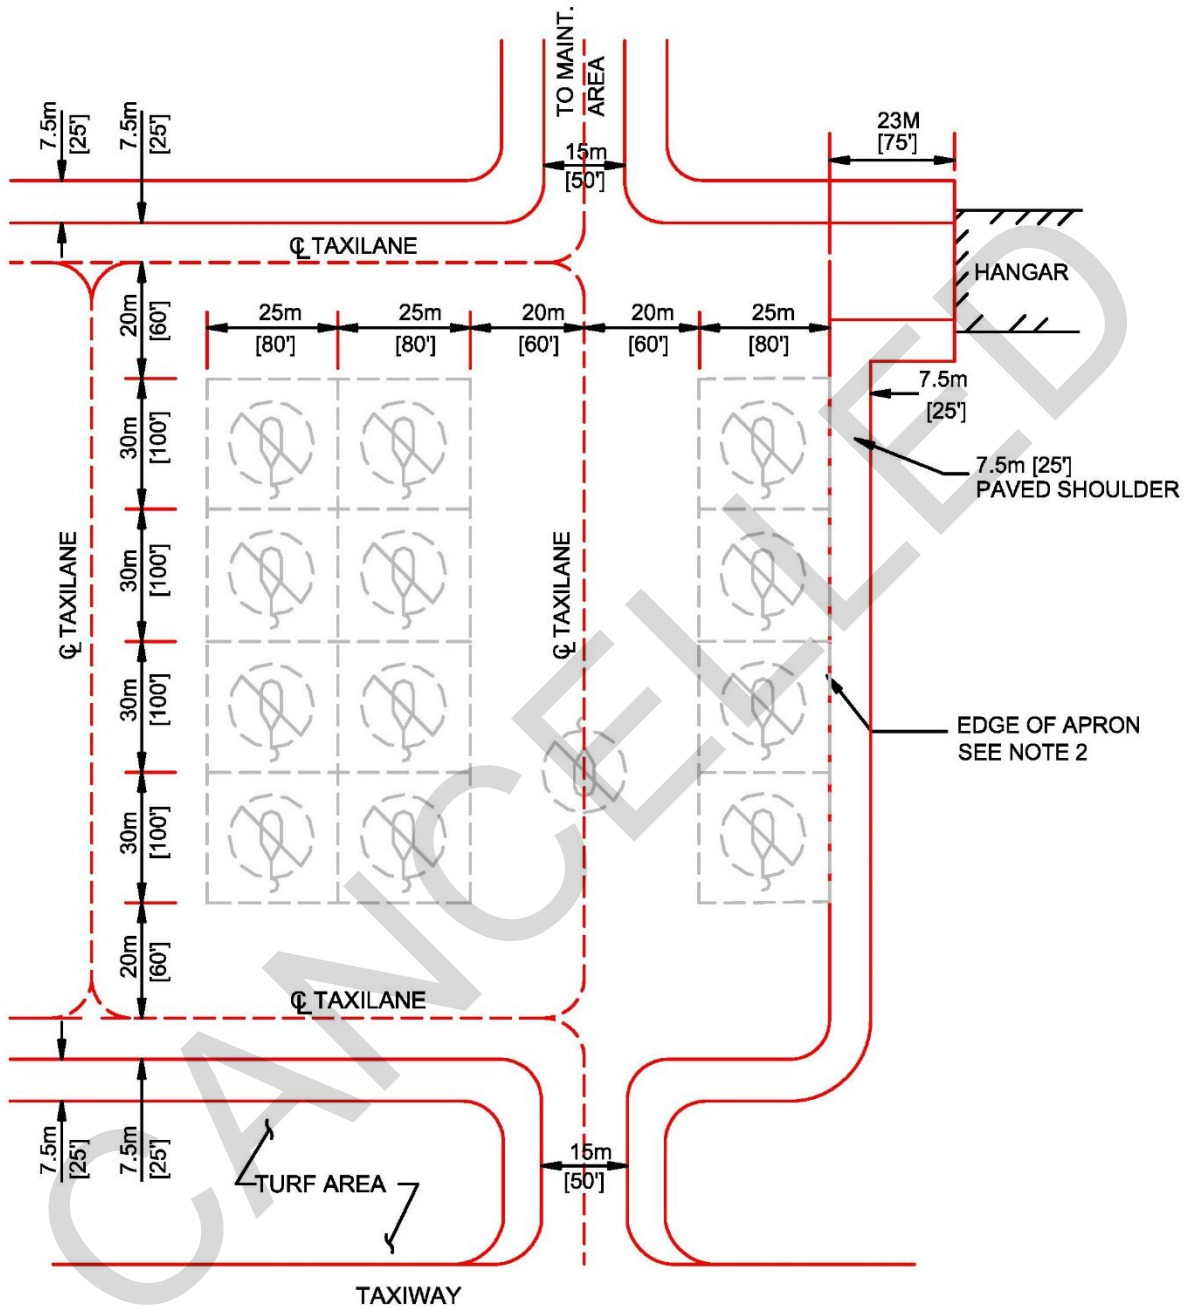 TO MAINT.
AREA
7.5m
[25']
7.5m
[25']
15m
[50']
23M
[75']
℄ TAXILANE
HANGAR
20m
[60']
25m
[80']
25m
[80']
20m
[60']
20m
[60']
25m
[80']
7.5m
[25']
30m
[100']
7.5m [25']
PAVED SHOULDER
30m
[100']
℄ TAXILANE
℄ TAXILANE
30m
[100']
EDGE OF APRON
SEE NOTE 2
30m
[100']
20m
[60']
℄ TAXILANE
7.5m
[25']
7.5m
[25']
15m
[50']
TURF AREA
TAXIWAY
CANCELLED